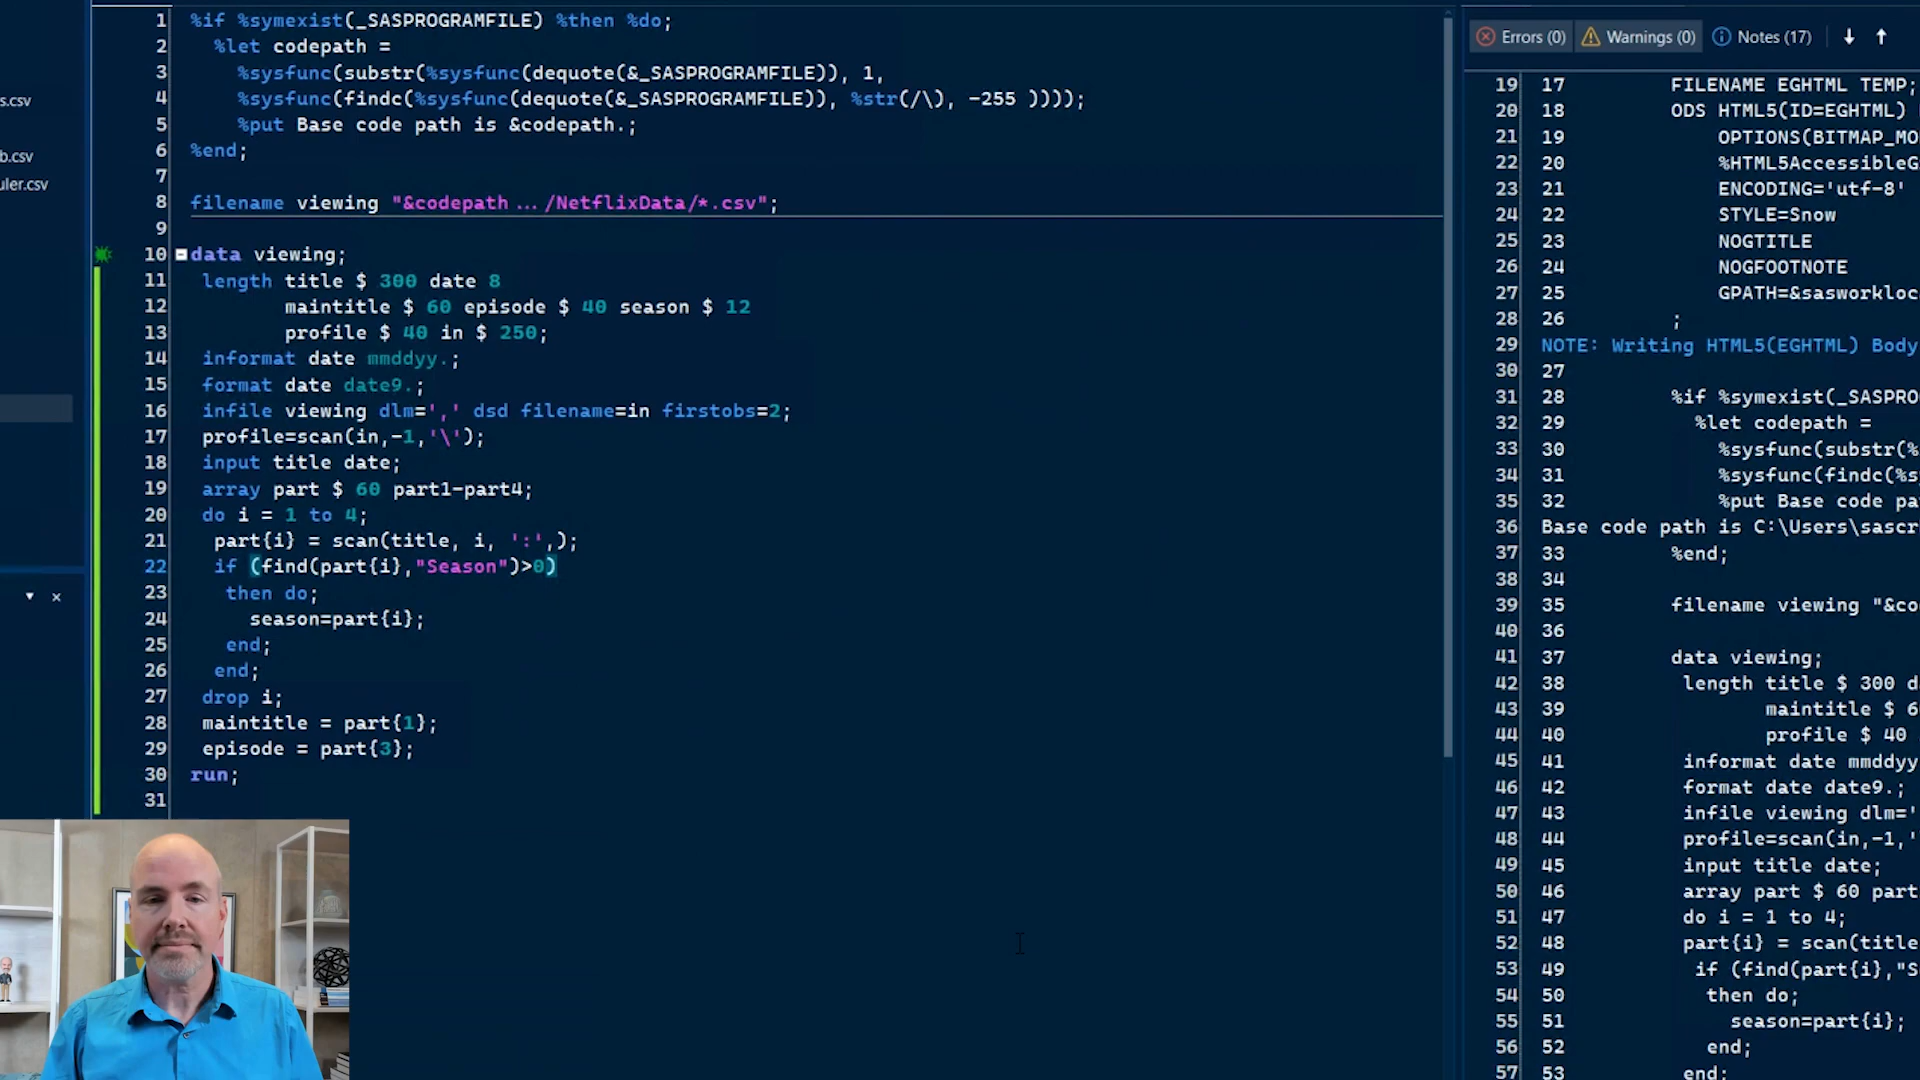 s.csv
b.csv
uler.csv
1 %if %symexist(_SASPROGRAMFILE) %then %do;
2 %let codepath =
3 %sysfunc(substr(%sysfunc(dequote(&_SASPROGRAMFILE)), 1,
4 %sysfunc(findc(%sysfunc(dequote(&_SASPROGRAMFILE)), %str(/\), -255 ))));
5 %put Base code path is &codepath.;
6 %end;
7
8 filename viewing "&codepath.../NetflixData/*.csv";
9
10 data viewing;
11 length title $ 300 date 8
12 maintitle $ 60 episode $ 40 season $ 12
13 profile $ 40 in $ 250;
14 informat date mmddyy.;
15 format date date9.;
16 infile viewing dlm=',' dsd filename=in firstobs=2;
17 profile=scan(in,-1,'\');
18 input title date;
19 array part $ 60 part1-part4;
20 do i = 1 to 4;
21 part{i} = scan(title, i, ':',);
22 if (find(part{i},"Season")>0)
23 then do;
24 season=part{i};
25 end;
26 end;
27 drop i;
28 maintitle = part{1};
29 episode = part{3};
30 run;
31
Errors (0) Warnings (0) Notes (17)
19 17 FILENAME EGHTML TEMP;
20 18 ODS HTML5(ID=EGHTML)
21 19 OPTIONS(BITMAP_MO
22 20 %HTML5AccessibleG
23 21 ENCODING='utf-8'
24 22 STYLE=Snow
25 23 NOGTITLE
26 24 NOGFOOTNOTE
27 25 GPATH=&sasworkloc
28 26 ;
29 NOTE: Writing HTML5(EGHTML) Body
30 27
31 28 %if %symexist(_SASPRO
32 29 %let codepath =
33 30 %sysfunc(substr(%
34 31 %sysfunc(findc(%sy
35 32 %put Base code pa
36 Base code path is C:\Users\sascr
37 33 %end;
38 34
39 35 filename viewing "&co
40 36
41 37 data viewing;
42 38 length title $ 300 d
43 39 maintitle $ 6
44 40 profile $ 40
45 41 informat date mmddyy
46 42 format date date9.;
47 43 infile viewing dlm='
48 44 profile=scan(in,-1,'
49 45 input title date;
50 46 array part $ 60 part
51 47 do i = 1 to 4;
52 48 part{i} = scan(title
53 49 if (find(part{i},"S
54 50 then do;
55 51 season=part{i};
56 52 end;
57 53 end;